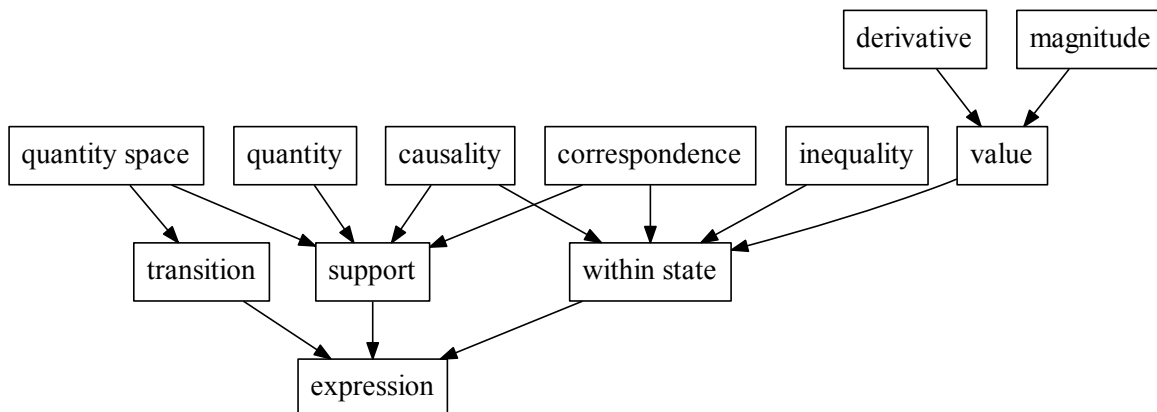 derivative
magnitude
quantity space
quantity
causality
correspondence
inequality
value
transition
support
within state
expression